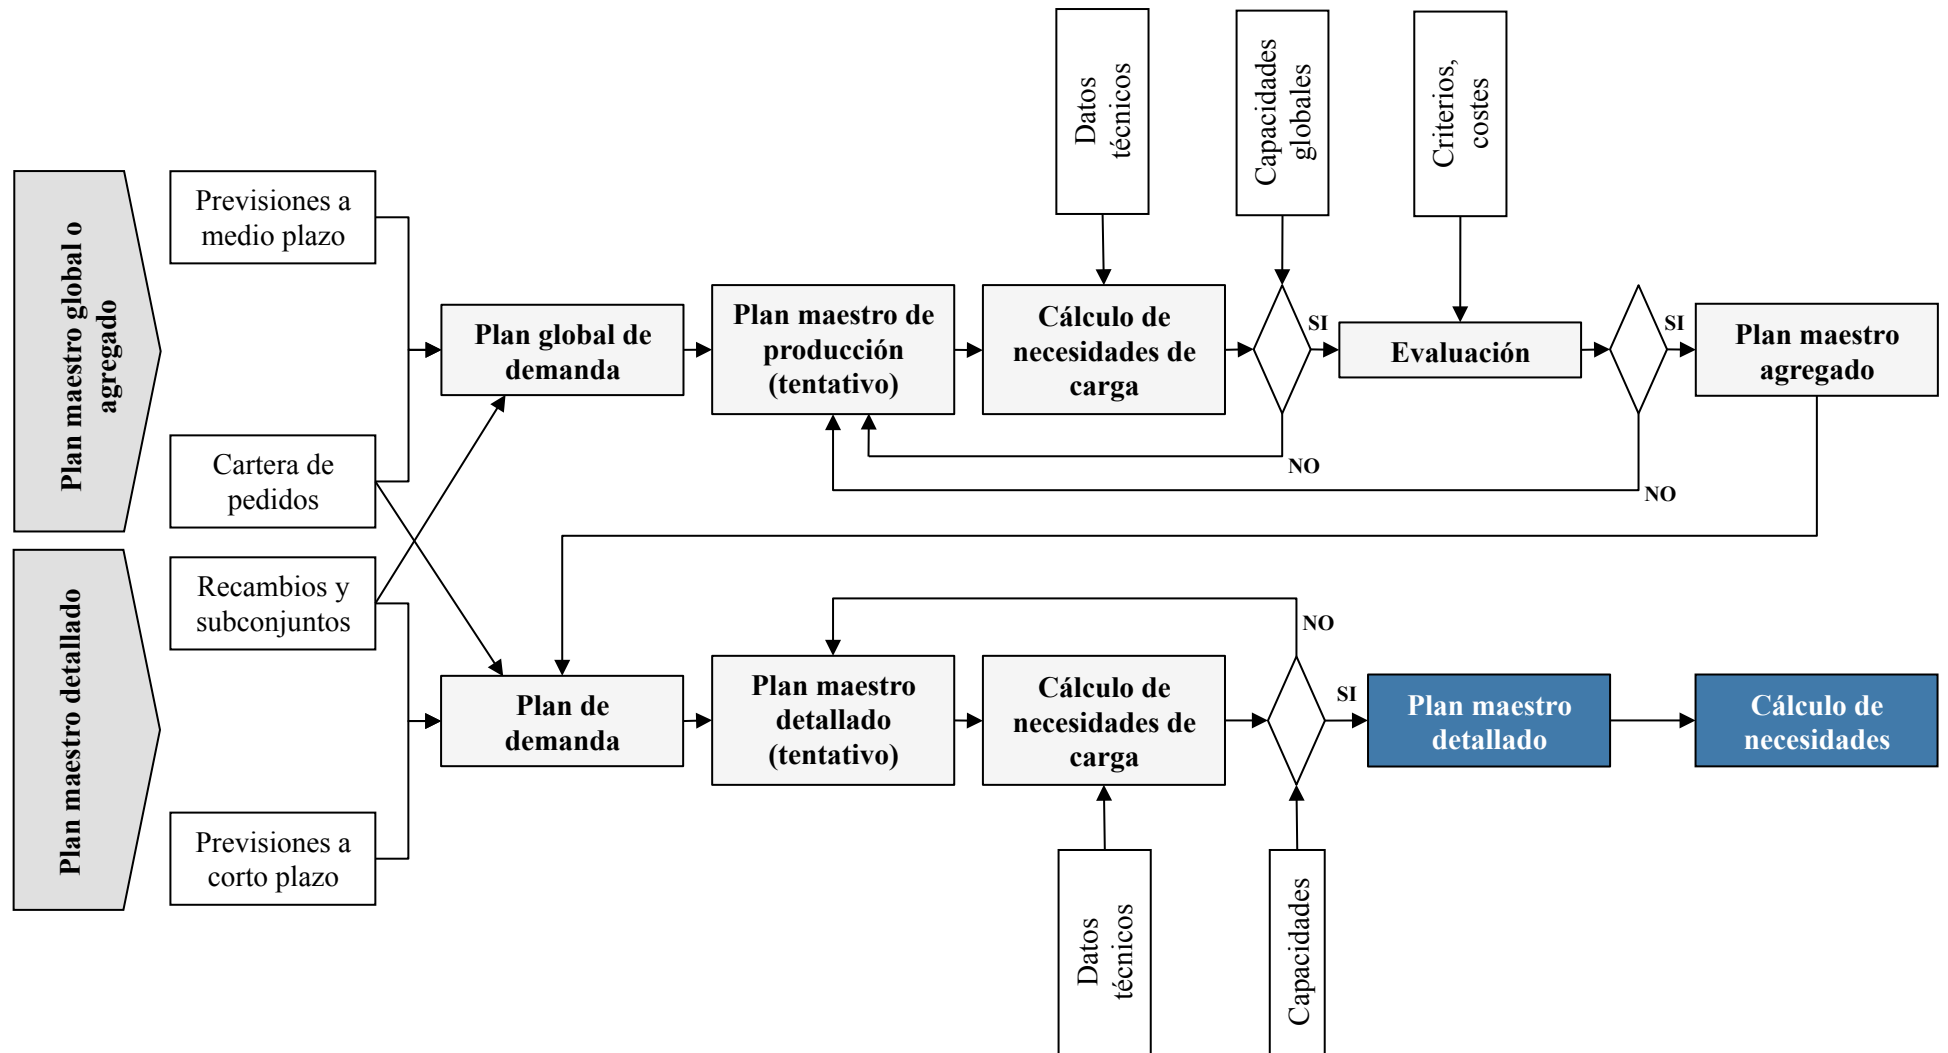 Datos
técnicos
Capacidades
globales
Criterios,
costes
Plan maestro global o
agregado
Previsiones a
medio plazo
Cartera de
pedidos
Plan global de
demanda
Plan maestro de
producción
(tentativo)
Cálculo de
necesidades de
carga
SI
NO
Evaluación
SI
NO
Plan maestro
agregado
Plan maestro detallado
Recambios y
subconjuntos
Previsiones a
corto plazo
Plan de
demanda
Plan maestro
detallado
(tentativo)
Cálculo de
necesidades de
carga
NO
SI
Plan maestro
detallado
Cálculo de
necesidades
Datos
técnicos
Capacidades